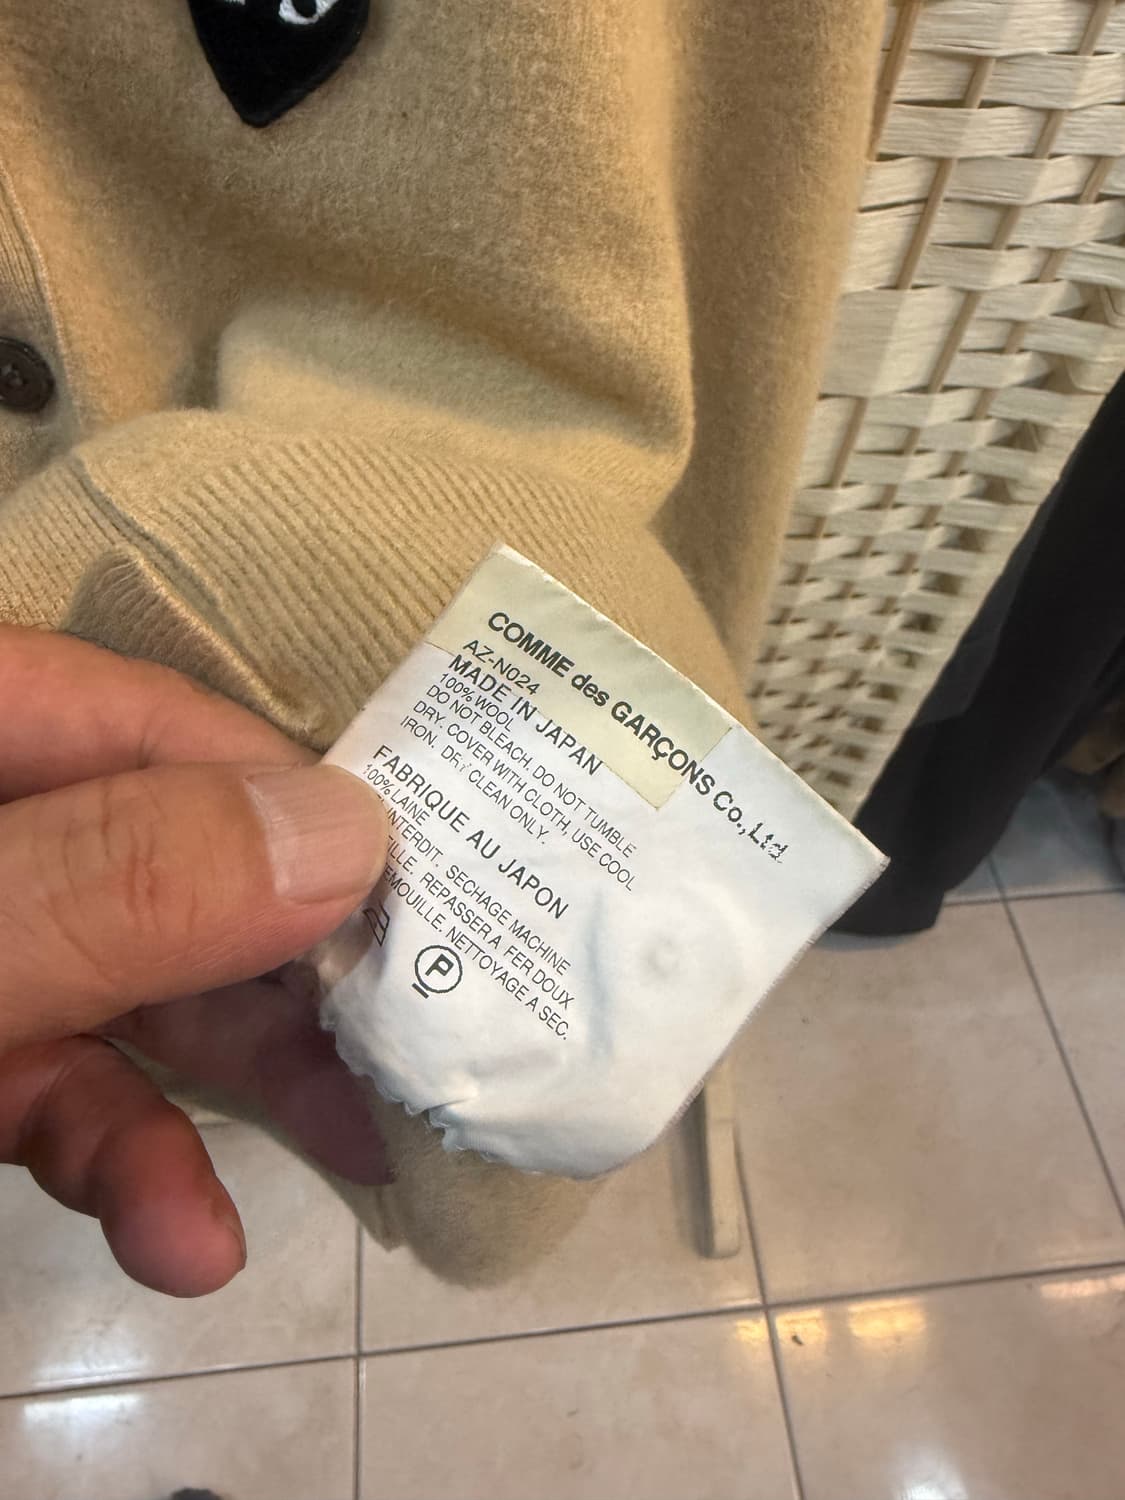 COMME des GARÇONS Co., Ltd.
AZ-N024
MADE IN JAPAN
100% WOOL
DO NOT BLEACH. DO NOT TUMBLE
DRY. COVER WITH CLOTH, USE COOL
IRON. DRY CLEAN ONLY.
FABRIQUE AU JAPON
100% LAINE
INTERDIT. SECHAGE MACHINE
REPASSER A FER DOUX
NETTOYAGE A SEC.
P